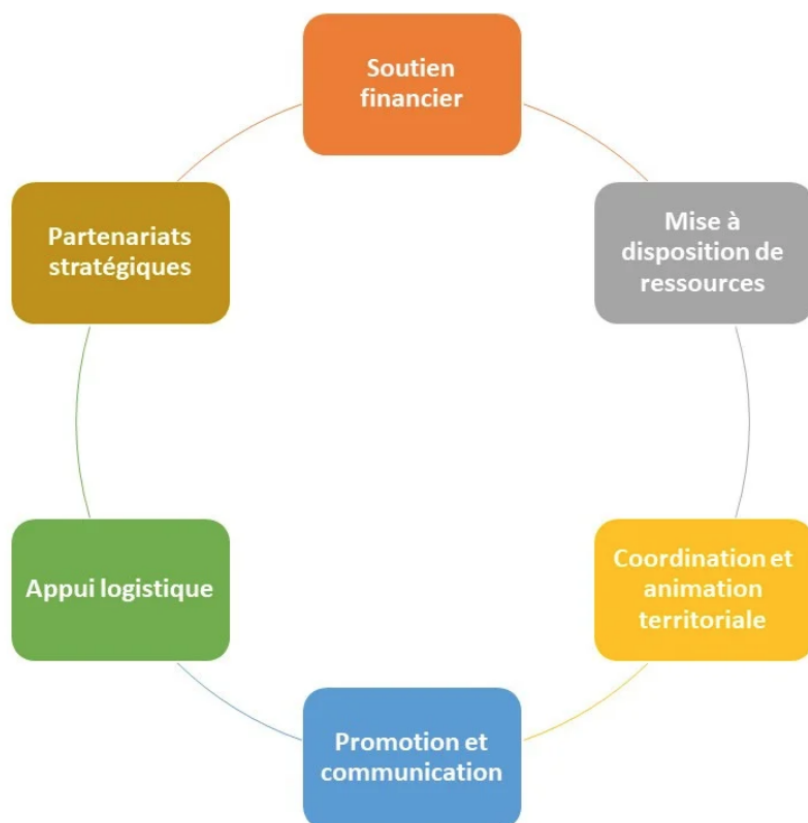 Soutien
financier
Mise à
disposition de
ressources
Coordination et
animation
territoriale
Promotion et
communication
Appui logistique
Partenariats
stratégiques